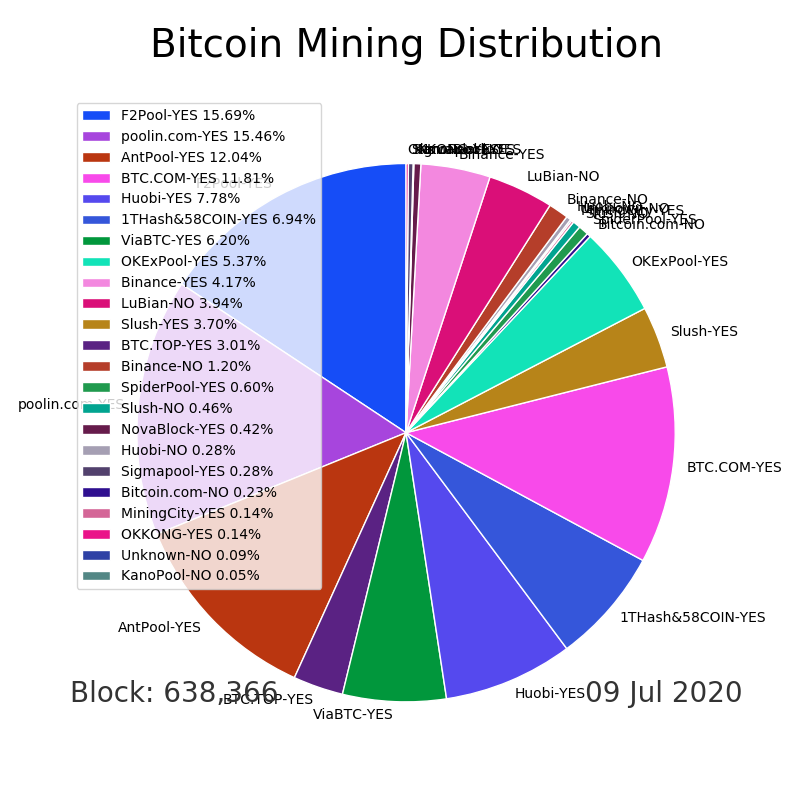 Bitcoin Mining Distribution
F2Pool-YES 15.69%
poolin.com-YES 15.46%
AntPool-YES 12.04%
BTC.COM-YES 11.81%
Huobi-YES 7.78%
1THash&58COIN-YES 6.94%
ViaBTC-YES 6.20%
OKExPool-YES 5.37%
Binance-YES 4.17%
LuBian-NO 3.94%
Slush-YES 3.70%
BTC.TOP-YES 3.01%
Binance-NO 1.20%
SpiderPool-YES 0.60%
Slush-NO 0.46%
NovaBlock-YES 0.42%
Huobi-NO 0.28%
Sigmapool-YES 0.28%
Bitcoin.com-NO 0.23%
MiningCity-YES 0.14%
OKKONG-YES 0.14%
Unknown-NO 0.09%
KanoPool-NO 0.05%
Binance-YES
LuBian-NO
Binance-NO
SpiderPool-YES
Bitcoin.com-NO
OKExPool-YES
Slush-YES
BTC.COM-YES
1THash&58COIN-YES
Huobi-YES
ViaBTC-YES
BTC.TOP-YES
AntPool-YES
poolin.com-YES
F2Pool-YES
Block: 638,366
09 Jul 2020